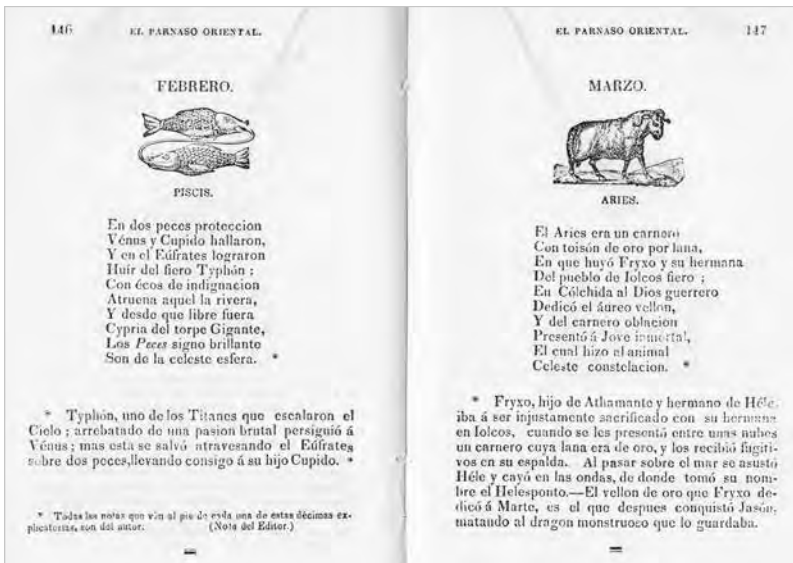 146
EL PARNASO ORIENTAL.
FEBRERO.
PISCIS.
En dos peces proteccion
Vénus y Cupido hallaron,
Y en el Eúfrates lograron
Huir del fiero Typhón :
Con écos de indignacion
Atruena aquel la rivera,
Y desde que libre fuera
Cypria del torpe Gigante,
Los Peces signo brillante
Son de la celeste esfera. *
* Typhón, uno de los Titanes que escalaron el
Cielo ; arrebatado de una pasion brutal persiguió á
Vénus ; mas esta se salvó atravesando el Eúfrates
sobre dos peces, llevando consigo á su hijo Cupido. *
* Todas las notas que ván al pie de cada una de estas décimas ex-
plicatorias, son del autor. (Nota del Editor.)
EL PARNASO ORIENTAL.
147
MARZO.
ARIES.
El Aries era un carnero
Con toisón de oro por lana,
En que huyó Fryxo y su hermana
Del pueblo de Iolcos fiero ;
En Cólchida al Dios guerrero
Dedicó el áureo vellon,
Y del carnero oblacion
Presentó á Jove inmortal,
El cual hizo al animal
Celeste constelacion. *
* Fryxo, hijo de Athamante y hermano de Héle,
iba á ser injustamente sacrificado con su hermana
en Iolcos, cuando se les presentó entre unas nubes
un carnero cuya lana era de oro, y los recibió fugiti-
vos en su espalda. Al pasar sobre el mar se asustó
Héle y cayó en las ondas, de donde tomó su nom-
bre el Helesponto.—El vellon de oro que Fryxo de-
dicó á Marte, es el que despues conquistó Jasón,
matando al dragon monstruoso que lo guardaba.